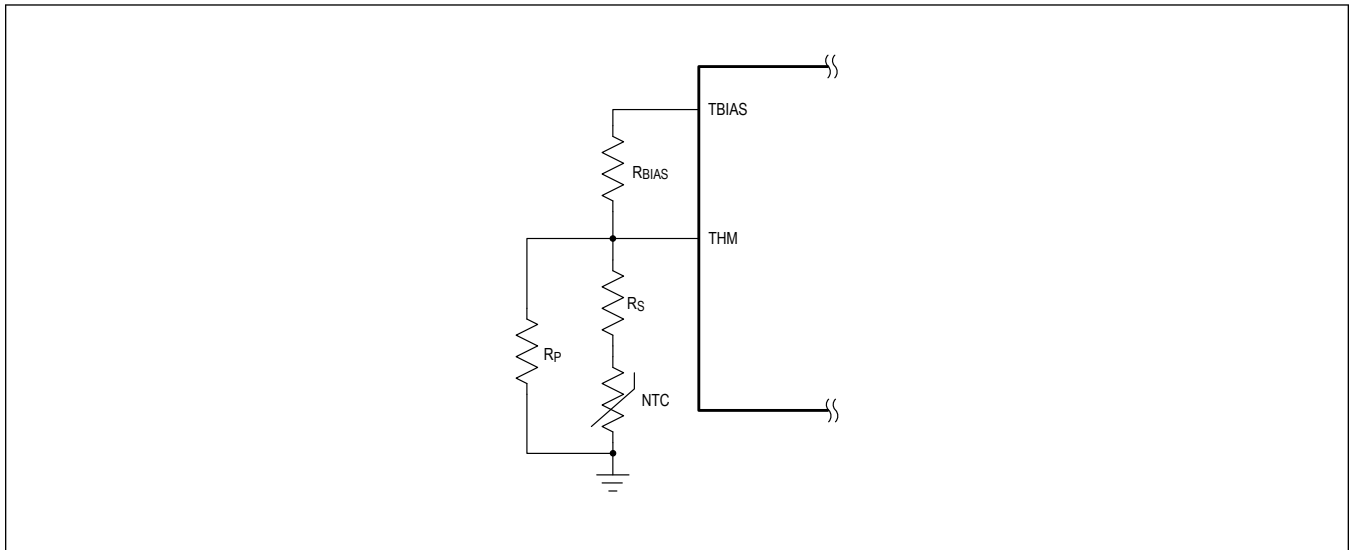 TBIAS
RBIAS
THM
RS
RP
NTC